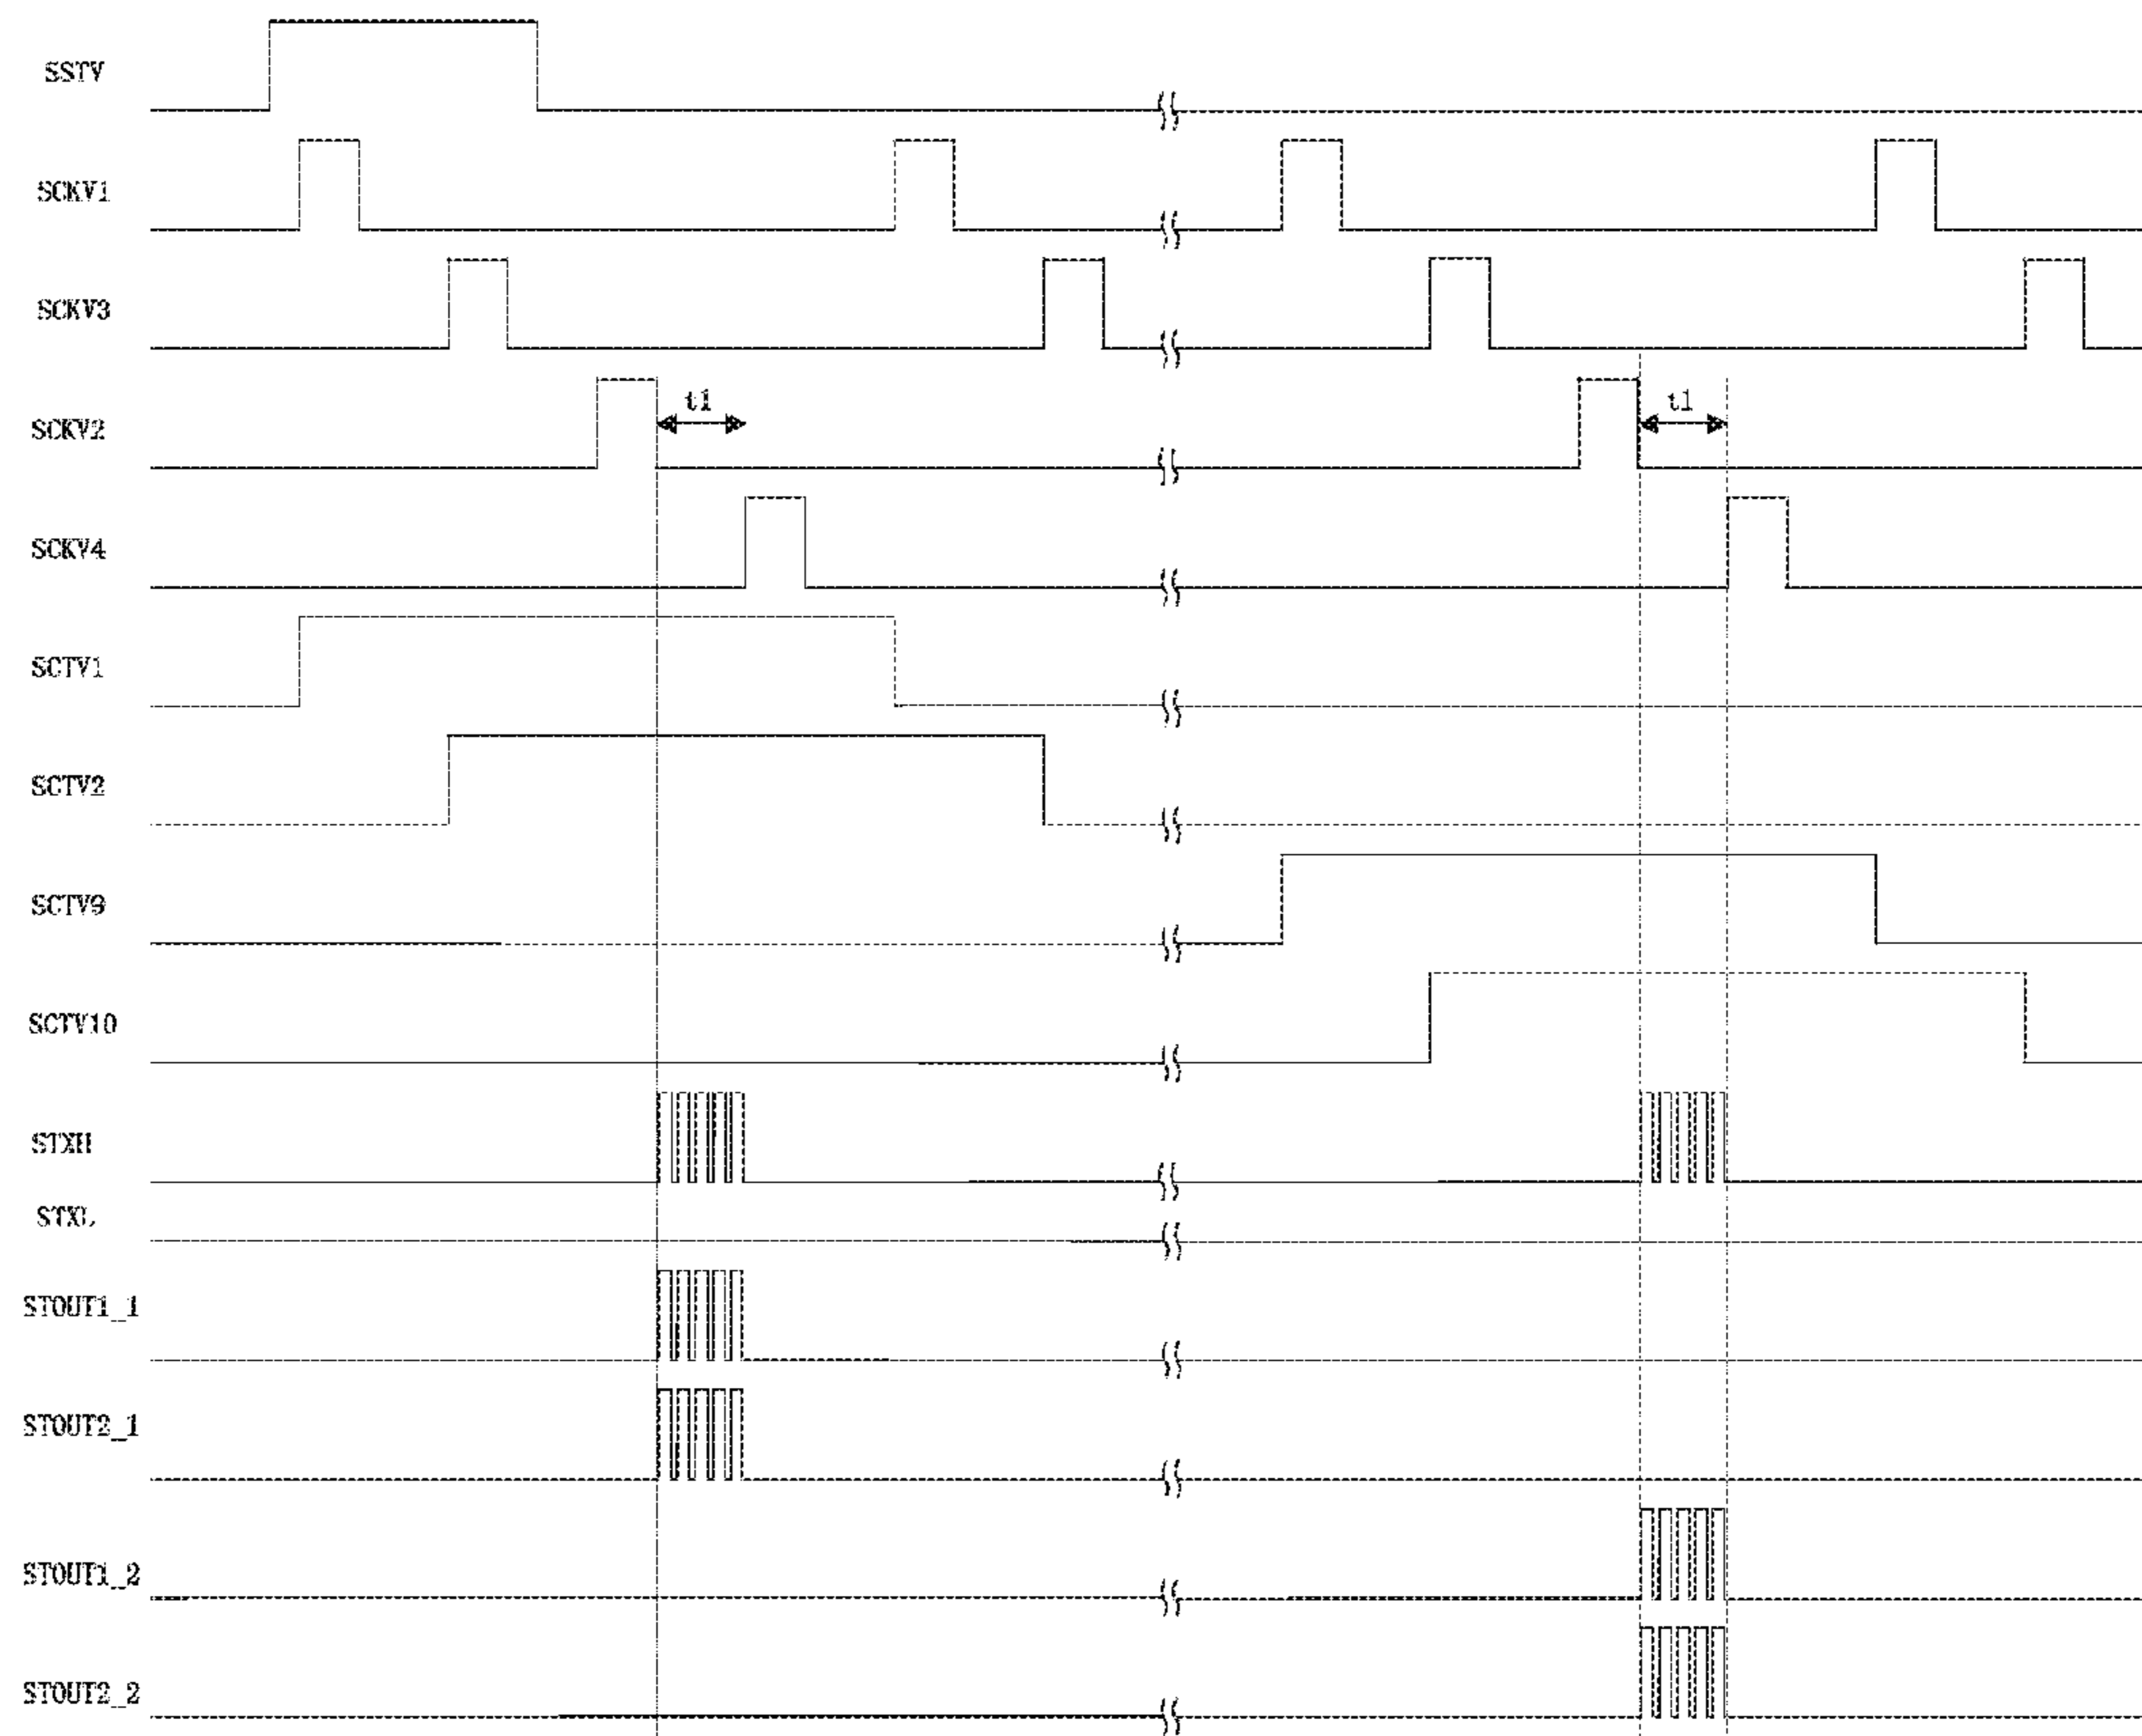 SSTV
SCKV1
SCKV3
SCKV2
t1
t1
SCKV4
SCTV1
SCTV2
SCTV9
SCTV10
STXH
STXL
STOUT1_1
STOUT2_1
STOUT1_2
STOUT2_2